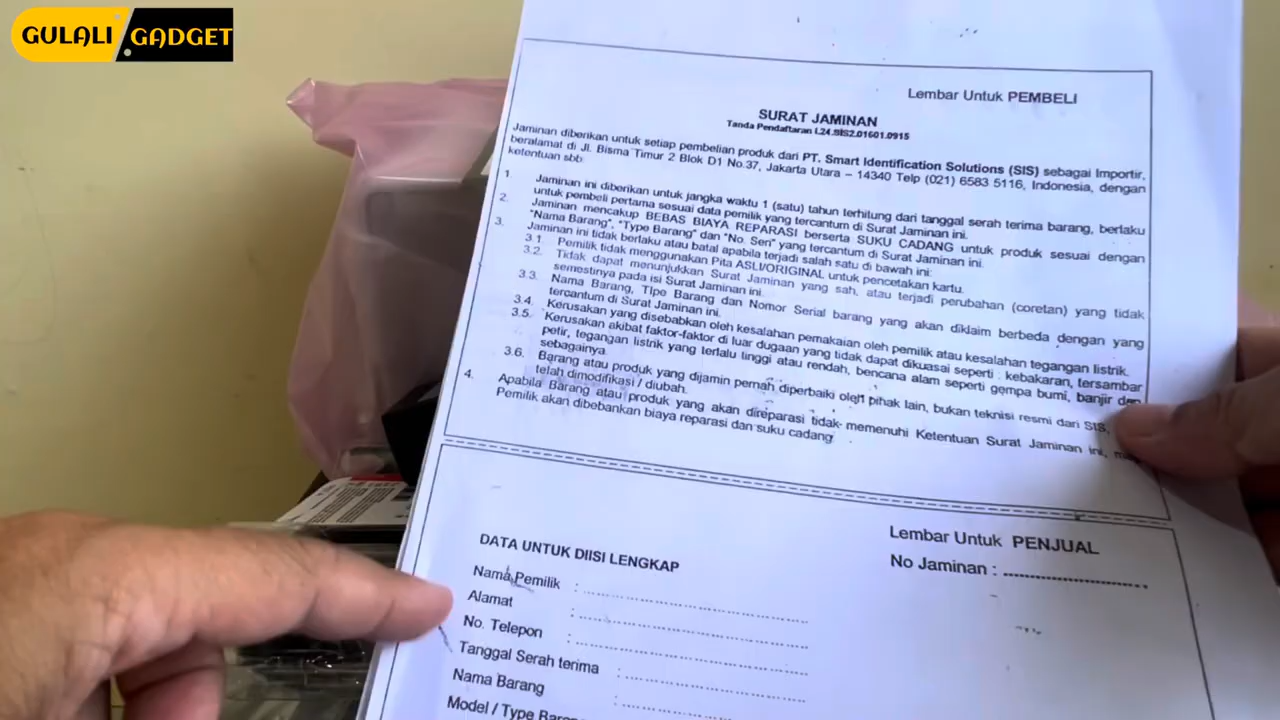 GULALI GADGET
Lembar Untuk PEMBELI
SURAT JAMINAN
Tanda Pendaftaran I.24.SIS2.01601.0915
Jaminan diberikan untuk setiap pembelian produk dari PT. Smart Identification Solutions (SIS) sebagai Importir,
beralamat di Jl. Bisma Timur 2 Blok D1 No.37, Jakarta Utara – 14340 Telp (021) 6583 5116, Indonesia, dengan
ketentuan sbb:
1. Jaminan ini diberikan untuk jangka waktu 1 (satu) tahun terhitung dari tanggal serah terima barang, berlaku
untuk pembeli pertama sesuai data pemilik yang tercantum di Surat Jaminan ini.
2. Jaminan mencakup BEBAS BIAYA REPARASI berserta SUKU CADANG untuk produk sesuai dengan
"Nama Barang", "Type Barang" dan "No. Seri" yang tercantum di Surat Jaminan ini.
3. Jaminan ini tidak berlaku atau batal apabila terjadi salah satu di bawah ini:
3.1. Pemilik tidak menggunakan Pita ASLI/ORIGINAL untuk pencetakan kartu.
3.2. Tidak dapat menunjukkan Surat Jaminan yang sah, atau terjadi perubahan (coretan) yang tidak
semestinya pada isi Surat Jaminan ini.
3.3. Nama Barang, Tipe Barang dan Nomor Serial barang yang akan diklaim berbeda dengan yang
tercantum di Surat Jaminan ini.
3.4. Kerusakan yang disebabkan oleh kesalahan pemakaian oleh pemilik atau kesalahan tegangan listrik.
3.5. Kerusakan akibat faktor-faktor di luar dugaan yang tidak dapat dikuasai seperti : kebakaran, tersambar
petir, tegangan listrik yang terlalu tinggi atau rendah, bencana alam seperti gempa bumi, banjir dan
sebagainya.
3.6. Barang atau produk yang dijamin pernah diperbaiki oleh pihak lain, bukan teknisi resmi dari SIS,
telah dimodifikasi / diubah.
4. Apabila Barang atau produk yang akan direparasi tidak memenuhi Ketentuan Surat Jaminan ini,
Pemilik akan dibebankan biaya reparasi dan suku cadang
Lembar Untuk PENJUAL
No Jaminan : ..............................
DATA UNTUK DIISI LENGKAP
Nama Pemilik : ..............................
Alamat : ..............................
No. Telepon : ..............................
Tanggal Serah terima : ..............................
Nama Barang : ..............................
Model / Type